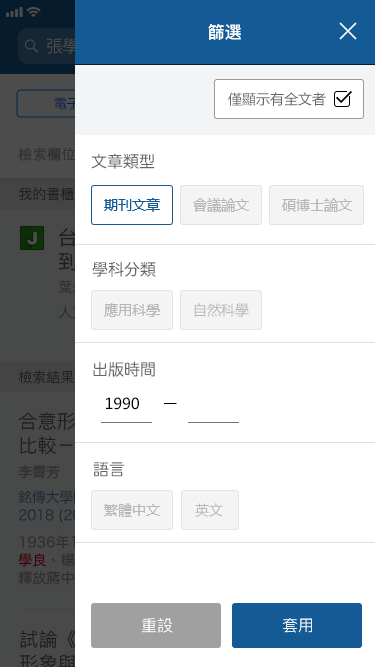 篩選
張學
僅顯示有全文者
電子
文章類型
檢索欄位
期刊文章
會議論文
碩博士論文
我的書櫃
J
台
到
葉
人
學科分類
應用科學
自然科學
出版時間
檢索結果
1990 —
合意形
比較－
語言
李霽芳
銘傳大學
2018 (20
繁體中文
英文
1936年1
學良、楊
釋放蔣中
重設
套用
試論《
形象與